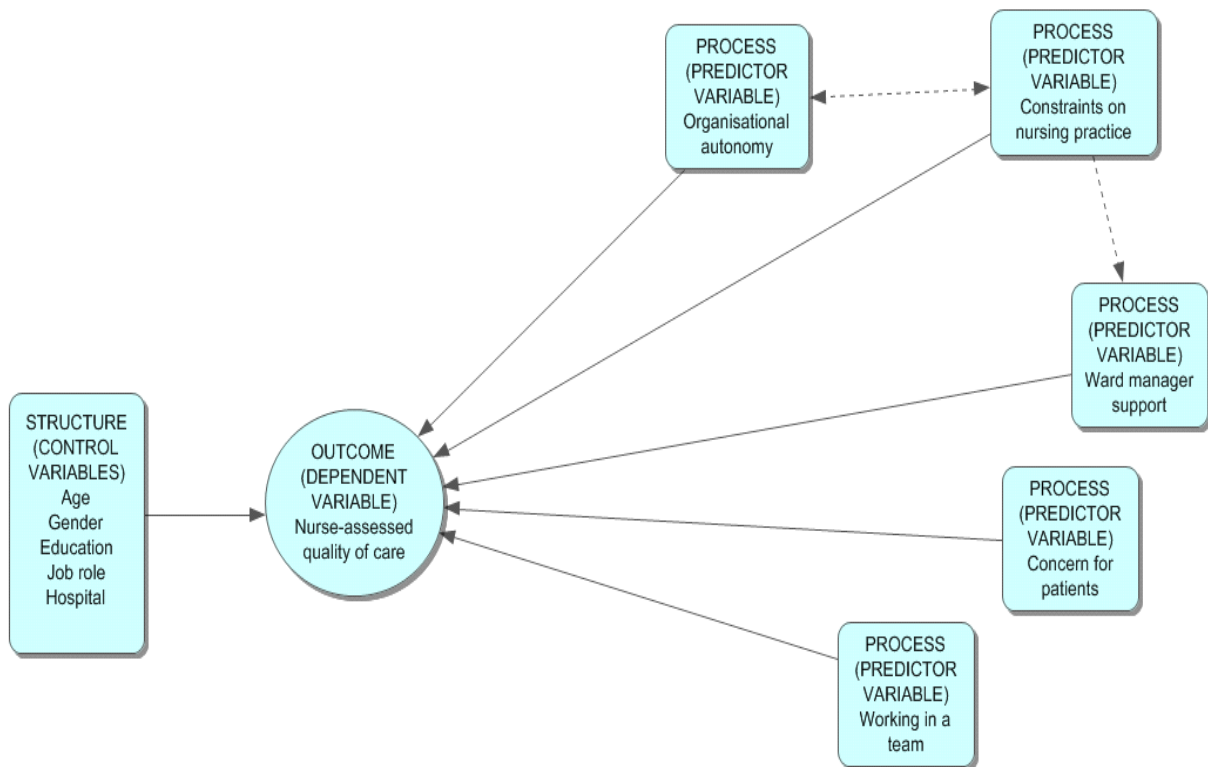 PROCESS
(PREDICTOR
VARIABLE)
Organisational
autonomy
PROCESS
(PREDICTOR
VARIABLE)
Constraints on
nursing practice
PROCESS
(PREDICTOR
VARIABLE)
Ward manager
support
STRUCTURE
(CONTROL
VARIABLES)
Age
Gender
Education
Job role
Hospital
OUTCOME
(DEPENDENT
VARIABLE)
Nurse-assessed
quality of care
PROCESS
(PREDICTOR
VARIABLE)
Concern for
patients
PROCESS
(PREDICTOR
VARIABLE)
Working in a
team